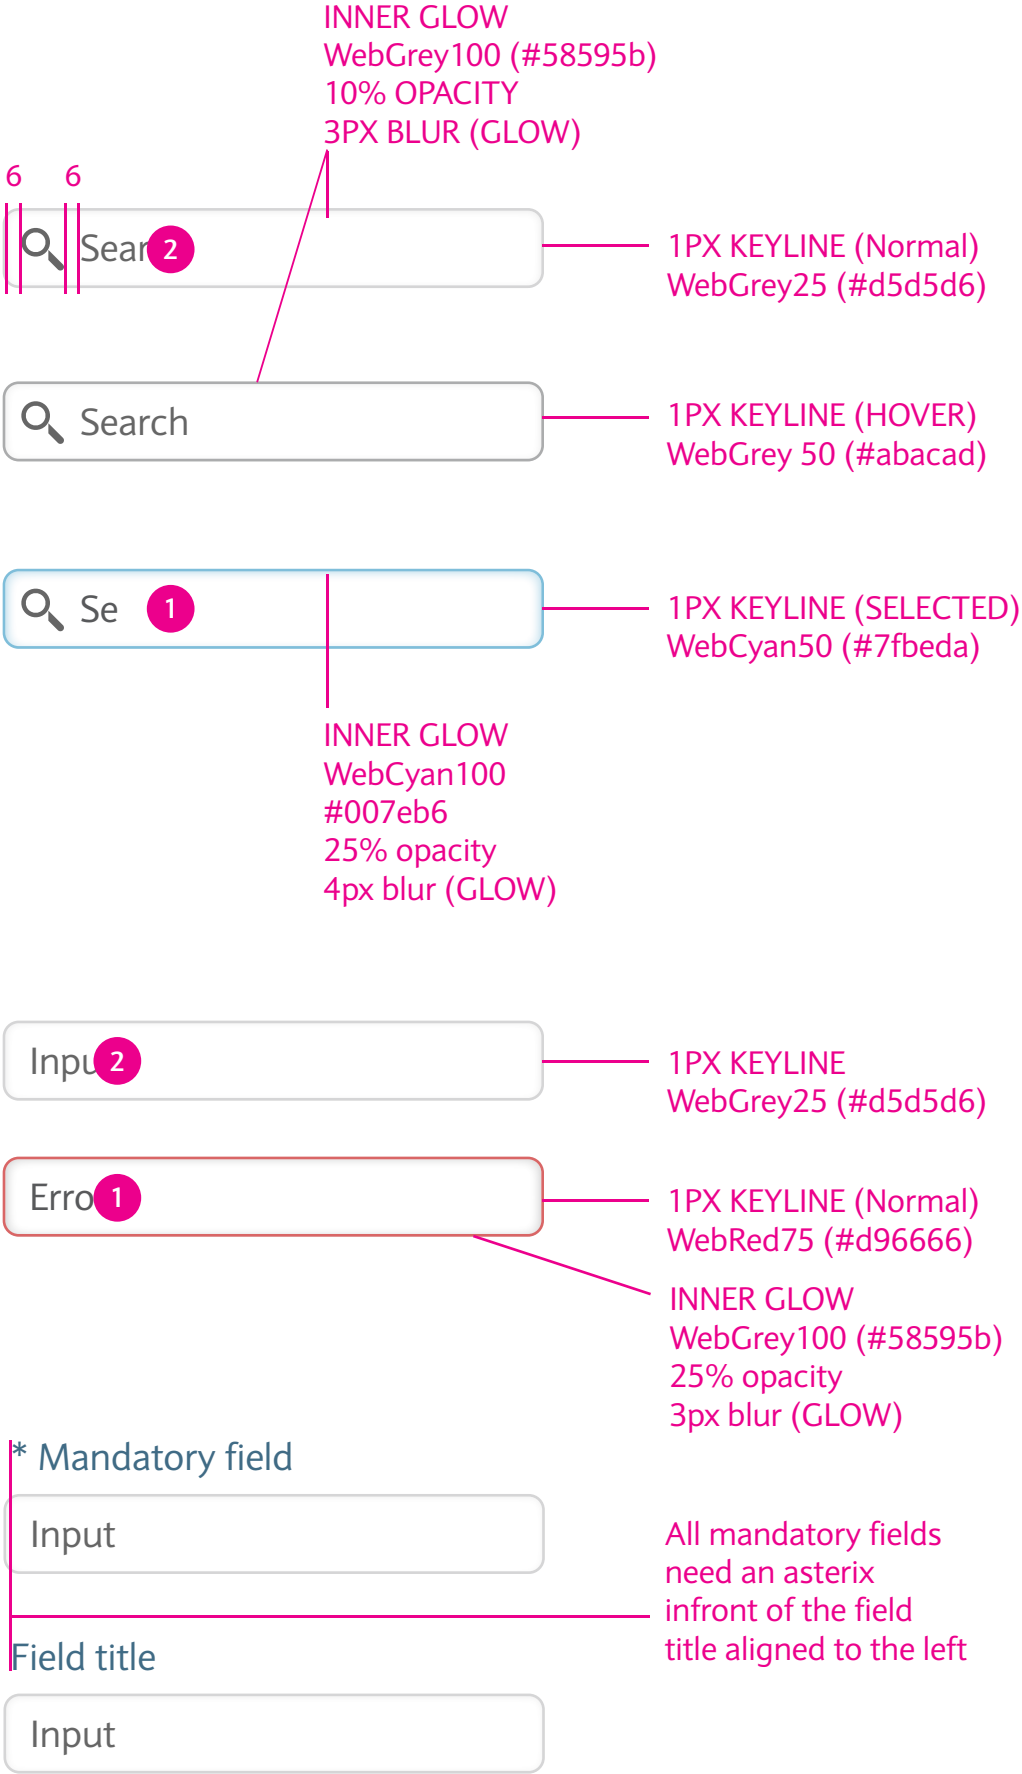 INNER GLOW
WebGrey100 (#58595b)
10% OPACITY
3PX BLUR (GLOW)
6 6
Sear 2
1PX KEYLINE (Normal)
WebGrey25 (#d5d5d6)
Search
1PX KEYLINE (HOVER)
WebGrey 50 (#abacad)
Se 1
1PX KEYLINE (SELECTED)
WebCyan50 (#7fbeda)
INNER GLOW
WebCyan100
#007eb6
25% opacity
4px blur (GLOW)
Inpu 2
1PX KEYLINE
WebGrey25 (#d5d5d6)
Erro 1
1PX KEYLINE (Normal)
WebRed75 (#d96666)
INNER GLOW
WebGrey100 (#58595b)
25% opacity
3px blur (GLOW)
* Mandatory field
Input
All mandatory fields
need an asterix
infront of the field
title aligned to the left
Field title
Input